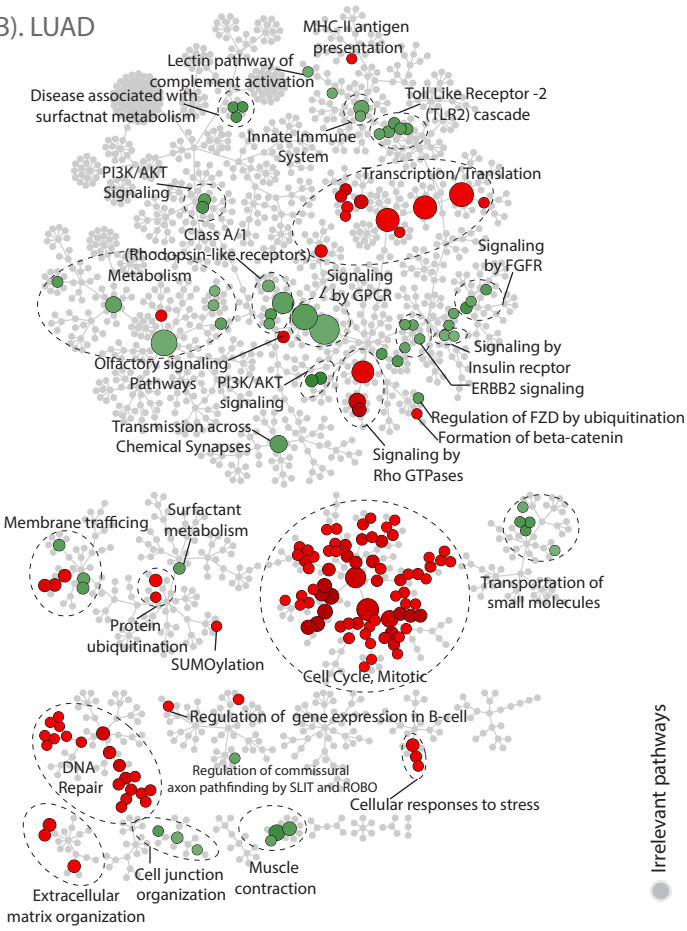 B). LUAD
MHC-II antigen
presentation
Lectin pathway of
complement activation
Disease associated with
surfactnat metabolism
Toll Like Receptor -2
(TLR2) cascade
Innate Immune
System
PI3K/AKT
Signaling
Transcription/Translation
Class A/1
(Rhodopsin-like receptors)
Metabolism
Signaling
by GPCR
Signaling
by FGFR
Olfactory signaling
Pathways
PI3K/AKT
signaling
Signaling by
Insulin recptor
ERBB2 signaling
Regulation of FZD by ubiquitination
Formation of beta-catenin
Transmission across
Chemical Synapses
Signaling by
Rho GTPases
Membrane trafficing
Surfactant
metabolism
Transportation of
small molecules
Protein
ubiquitination
SUMOylation
Cell Cycle, Mitotic
Regulation of gene expression in B-cell
DNA
Repair
Regulation of commissural
axon pathfinding by SLIT and ROBO
Cellular responses to stress
Cell junction
organization
Muscle
contraction
Extracellular
matrix organization
Irrelevant pathways